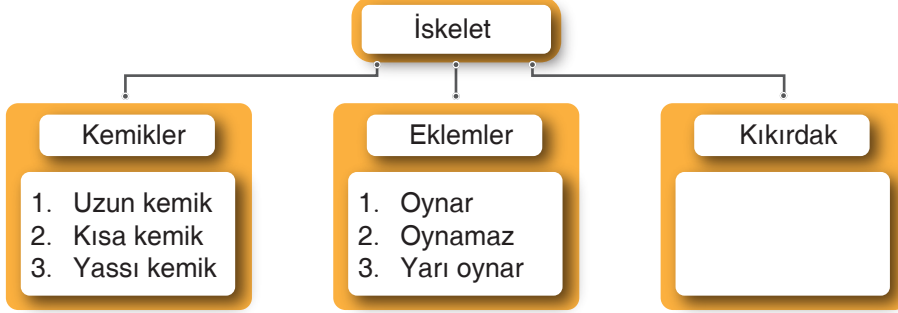 İskelet
Kemikler
1. Uzun kemik
2. Kısa kemik
3. Yassı kemik
Eklemler
1. Oynar
2. Oynamaz
3. Yarı oynar
Kıkırdak